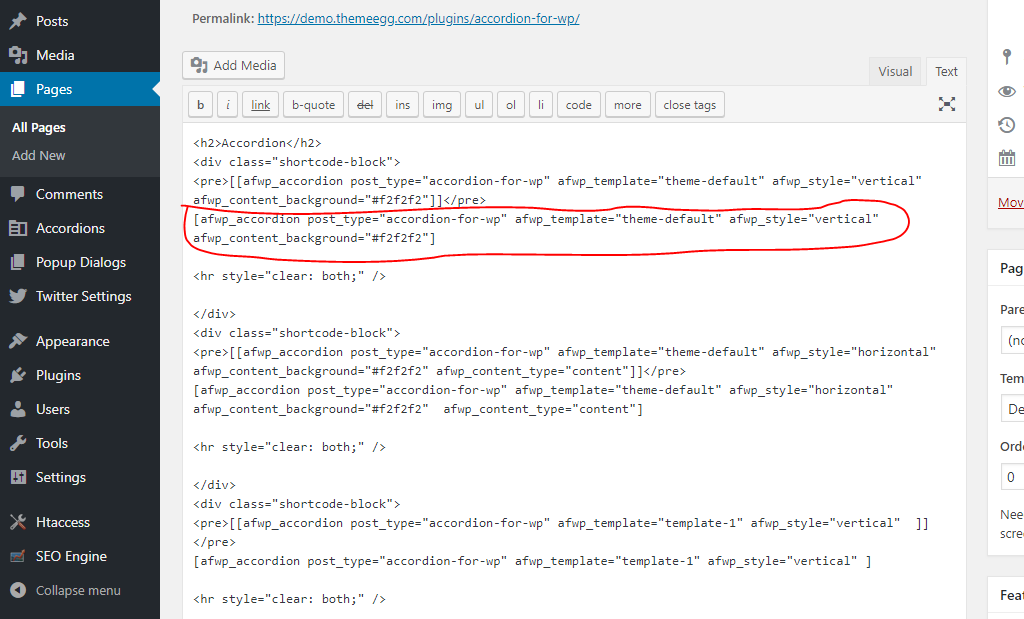 Posts
Media
Pages
All Pages
Add New
Comments
Accordions
Popup Dialogs
Twitter Settings
Appearance
Plugins
Users
Tools
Settings
Htaccess
SEO Engine
Collapse menu
Permalink: https://demo.themeegg.com/plugins/accordion-for-wp/
Add Media
Visual Text
b i link b-quote del ins img ul ol li code more close tags
<h2>Accordion</h2>
<div class="shortcode-block">
<pre>[[afwp_accordion post_type="accordion-for-wp" afwp_template="theme-default" afwp_style="vertical"
afwp_content_background="#f2f2f2"]]</pre>
[afwp_accordion post_type="accordion-for-wp" afwp_template="theme-default" afwp_style="vertical"
afwp_content_background="#f2f2f2"]
<hr style="clear: both;" />
</div>
<div class="shortcode-block">
<pre>[[afwp_accordion post_type="accordion-for-wp" afwp_template="theme-default" afwp_style="horizontal"
afwp_content_background="#f2f2f2" afwp_content_type="content"]]</pre>
[afwp_accordion post_type="accordion-for-wp" afwp_template="theme-default" afwp_style="horizontal"
afwp_content_background="#f2f2f2"  afwp_content_type="content"]
<hr style="clear: both;" />
</div>
<div class="shortcode-block">
<pre>[[afwp_accordion post_type="accordion-for-wp" afwp_template="template-1" afwp_style="vertical"  ]]
</pre>
[afwp_accordion post_type="accordion-for-wp" afwp_template="template-1" afwp_style="vertical" ]
<hr style="clear: both;" />
Mov
Pag
Pare
(no
Tem
De
Orde
0
Nee
scre
Feat